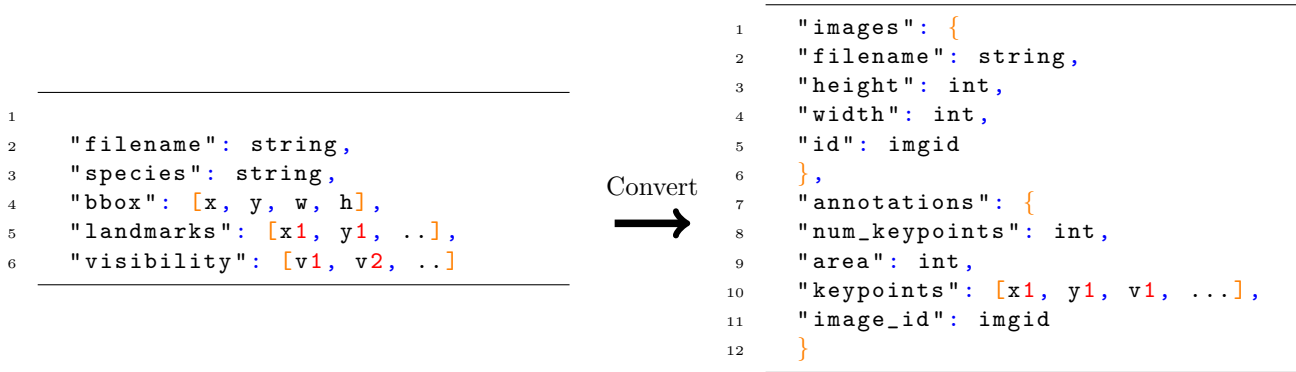 1
2 "filename": string,
3 "species": string,
4 "bbox": [x, y, w, h],
5 "landmarks": [x1, y1, ..],
6 "visibility": [v1, v2, ..]
Convert
1 "images": {
2 "filename": string,
3 "height": int,
4 "width": int,
5 "id": imgid
6 },
7 "annotations": {
8 "num_keypoints": int,
9 "area": int,
10 "keypoints": [x1, y1, v1, ...],
11 "image_id": imgid
12 }